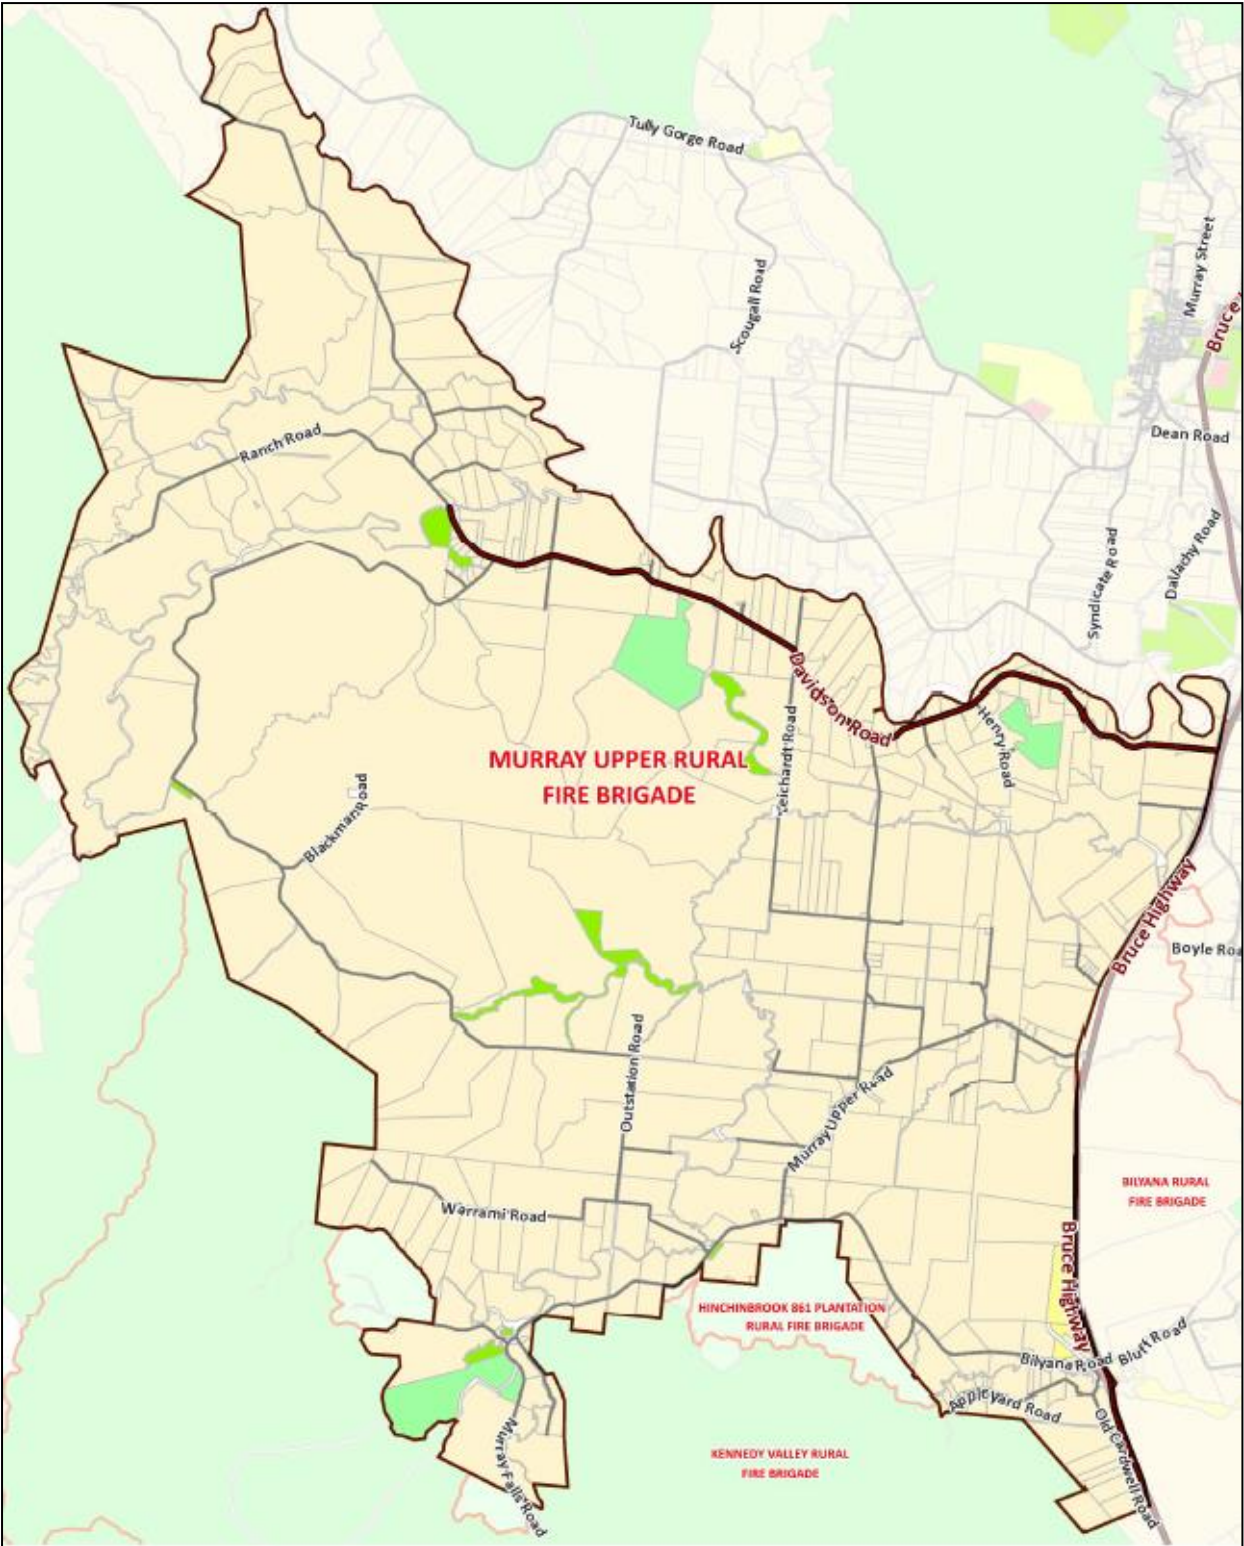 Tully Gorge Road
Murray Street
Scougall Road
Bruce
Dean Road
Ranch Road
Syndicate Road
Dallachy Road
Davidson Road
Henry Road
Leichardt Road
MURRAY UPPER RURAL
FIRE BRIGADE
Blackman Road
Bruce Highway
Boyle Roa
Outstation Road
Murray Upper Road
BILYANA RURAL
FIRE BRIGADE
Warrami Road
Bruce Highway
HINCHINBROOK 861 PLANTATION
RURAL FIRE BRIGADE
Bilyana Road
Bluff Road
Appleyard Road
Old Cardwell Road
Murray Falls Road
KENNEDY VALLEY RURAL
FIRE BRIGADE